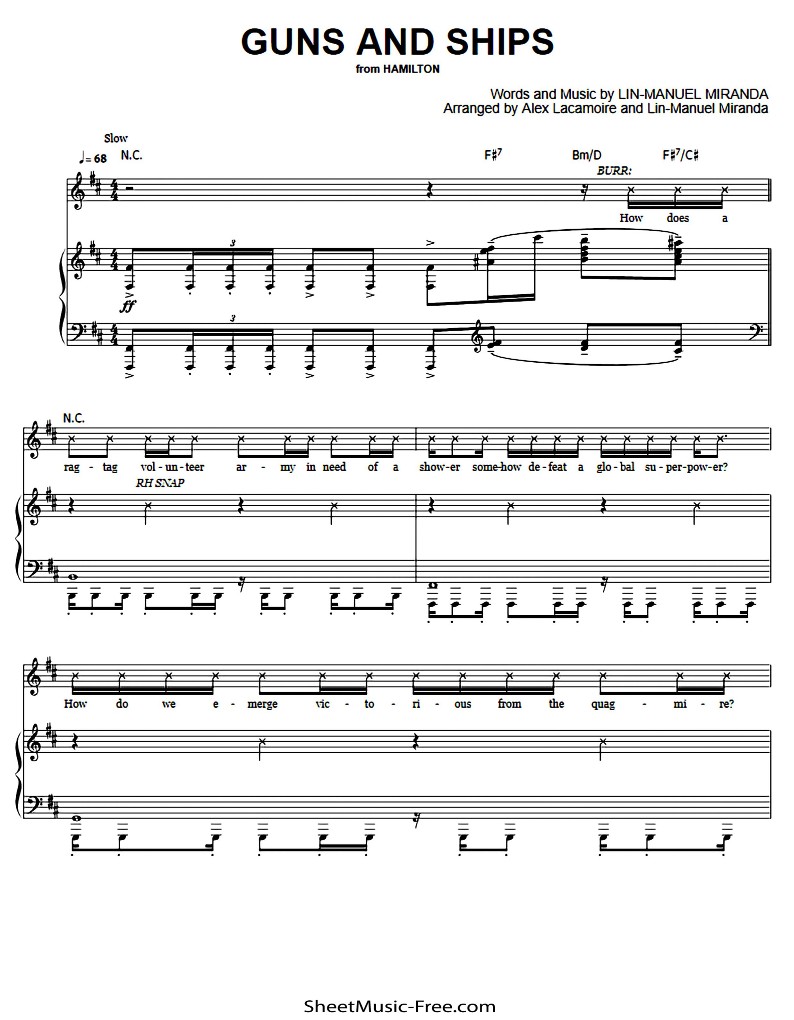 GUNS AND SHIPS
from HAMILTON
Words and Music by LIN-MANUEL MIRANDA
Arranged by Alex Lacamoire and Lin-Manuel Miranda
Slow
♩= 68 N.C. F#7 Bm/D F#7/C#
BURR:
How does a
3
ff
3
N.C.
rag - tag vol - un - teer ar - my in need of a show - er some - how de - feat a glo - bal su - per - pow - er?
RH SNAP
How do we e - merge vic - to - ri - ous from the quag - mi - re?
SheetMusic-Free.com